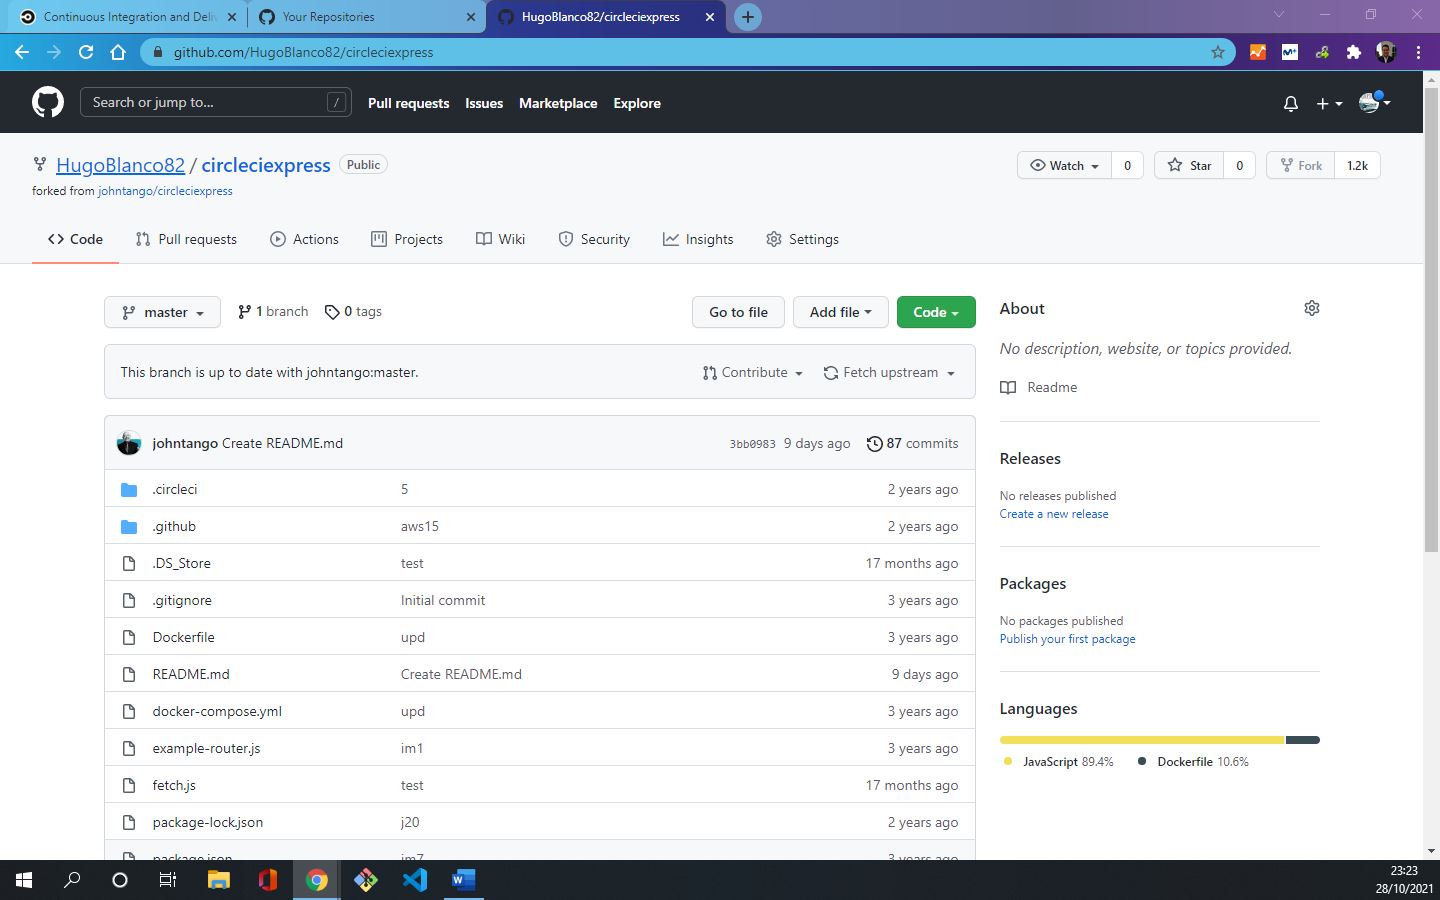 Continuous Integration and Deliv
Your Repositories
HugoBlanco82/circleciexpress
github.com/HugoBlanco82/circleciexpress
Search or jump to... / Pull requests Issues Marketplace Explore
HugoBlanco82 / circleciexpress Public
Watch 0 Star 0 Fork 1.2k
forked from johntango/circleciexpress
Code Pull requests Actions Projects Wiki Security Insights Settings
master 1 branch 0 tags Go to file Add file Code
This branch is up to date with johntango:master. Contribute Fetch upstream
johntango Create README.md 3bb0983 9 days ago 87 commits
.circleci 5 2 years ago
.github aws15 2 years ago
.DS_Store test 17 months ago
.gitignore Initial commit 3 years ago
Dockerfile upd 3 years ago
README.md Create README.md 9 days ago
docker-compose.yml upd 3 years ago
example-router.js im1 3 years ago
fetch.js test 17 months ago
package-lock.json j20 2 years ago
package.json im7 3 years ago
About
No description, website, or topics provided.
Readme
Releases
No releases published
Create a new release
Packages
No packages published
Publish your first package
Languages
JavaScript 89.4% Dockerfile 10.6%
23:23
28/10/2021